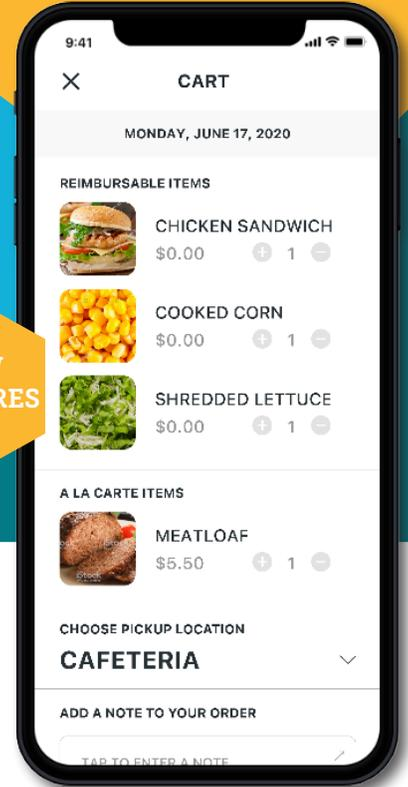 9:41
CART
MONDAY, JUNE 17, 2020
REIMBURSABLE ITEMS
CHICKEN SANDWICH
$0.00 1
COOKED CORN
$0.00 1
SHREDDED LETTUCE
$0.00 1
RES
A LA CARTE ITEMS
MEATLOAF
$5.50 1
iStock
CHOOSE PICKUP LOCATION
CAFETERIA
ADD A NOTE TO YOUR ORDER
TAP TO ENTER A NOTE